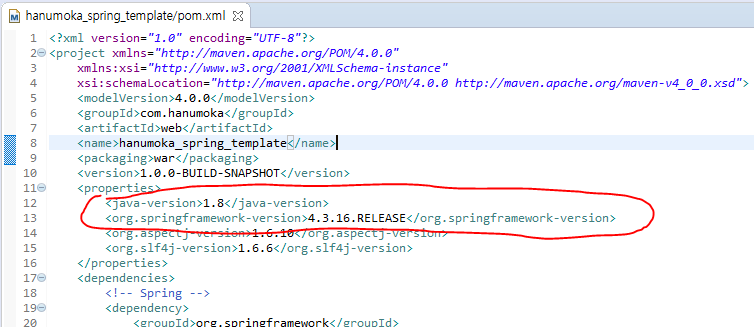 hanumoka_spring_template/pom.xml
1 <?xml version="1.0" encoding="UTF-8"?>
2 <project xmlns="http://maven.apache.org/POM/4.0.0"
3 xmlns:xsi="http://www.w3.org/2001/XMLSchema-instance"
4 xsi:schemaLocation="http://maven.apache.org/POM/4.0.0 http://maven.apache.org/maven-v4_0_0.xsd">
5 <modelVersion>4.0.0</modelVersion>
6 <groupId>com.hanumoka</groupId>
7 <artifactId>web</artifactId>
8 <name>hanumoka_spring_template</name>
9 <packaging>war</packaging>
10 <version>1.0.0-BUILD-SNAPSHOT</version>
11 <properties>
12 <java-version>1.8</java-version>
13 <org.springframework-version>4.3.16.RELEASE</org.springframework-version>
14 <org.aspectj-version>1.6.10</org.aspectj-version>
15 <org.slf4j-version>1.6.6</org.slf4j-version>
16 </properties>
17 <dependencies>
18 <!-- Spring -->
19 <dependency>
20 <groupId>org.springframework</groupId>